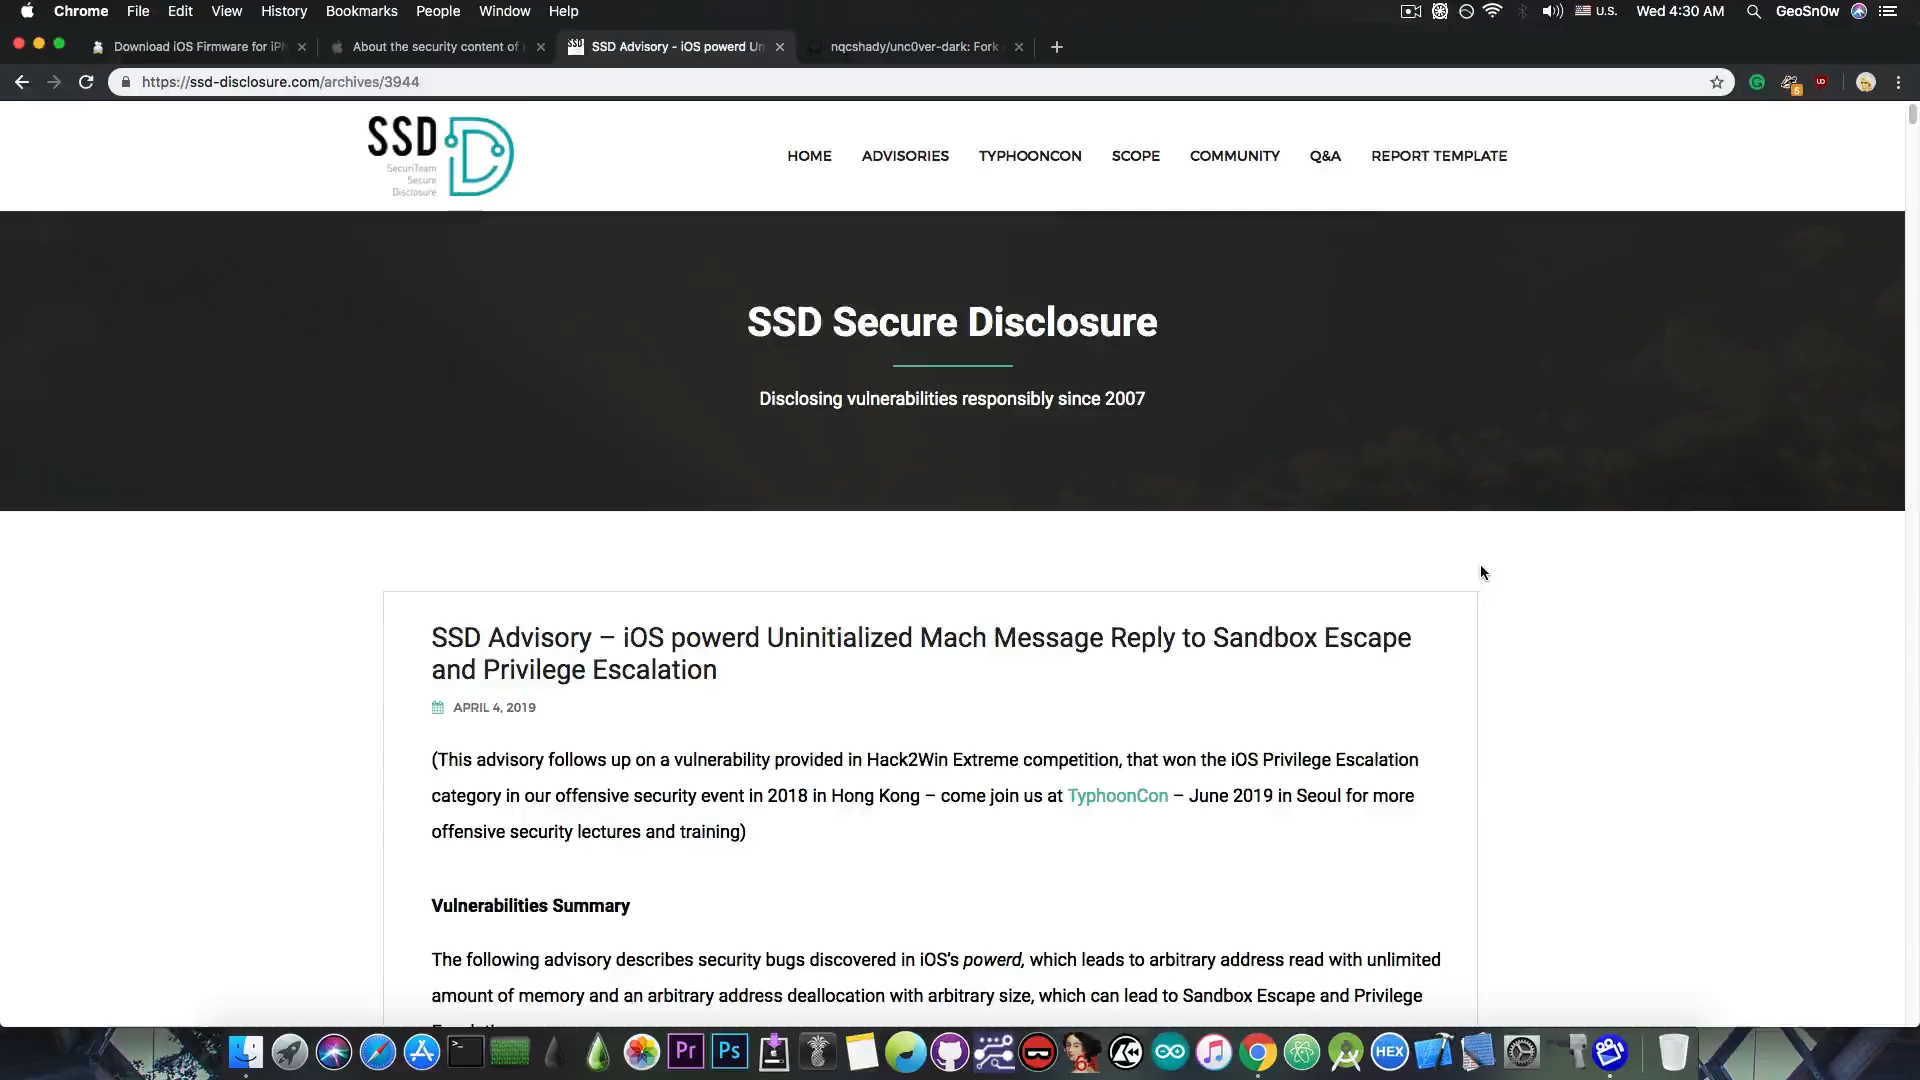 Chrome File Edit View History Bookmarks People Window Help U.S. Wed 4:30 AM GeoSn0w
Download iOS Firmware for iPh About the security content of SSD Advisory - iOS powerd Un nqcshady/unc0ver-dark: Fork
https://ssd-disclosure.com/archives/3944
SSD
SecuriTeam
Secure
Disclosure
HOME ADVISORIES TYPHOONCON SCOPE COMMUNITY Q&A REPORT TEMPLATE
SSD Secure Disclosure
Disclosing vulnerabilities responsibly since 2007
SSD Advisory – iOS powerd Uninitialized Mach Message Reply to Sandbox Escape
and Privilege Escalation
APRIL 4, 2019
(This advisory follows up on a vulnerability provided in Hack2Win Extreme competition, that won the iOS Privilege Escalation
category in our offensive security event in 2018 in Hong Kong – come join us at TyphoonCon – June 2019 in Seoul for more
offensive security lectures and training)
Vulnerabilities Summary
The following advisory describes security bugs discovered in iOS's powerd, which leads to arbitrary address read with unlimited
amount of memory and an arbitrary address deallocation with arbitrary size, which can lead to Sandbox Escape and Privilege
Pr Ps 64 HEX